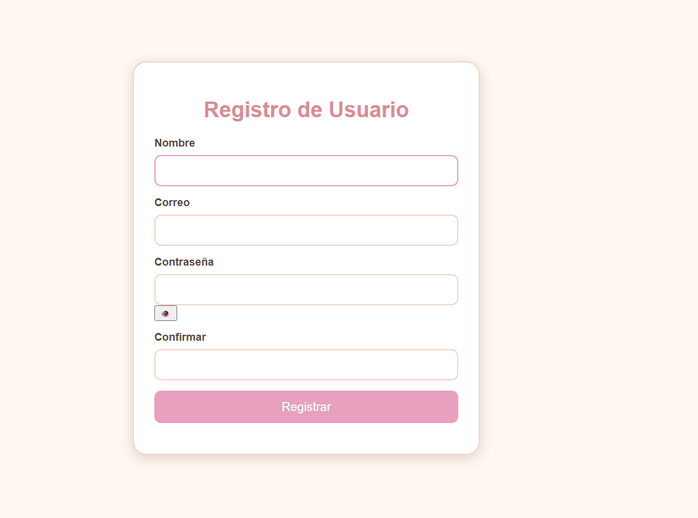 Registro de Usuario
Nombre
Correo
Contraseña
Confirmar
Registrar